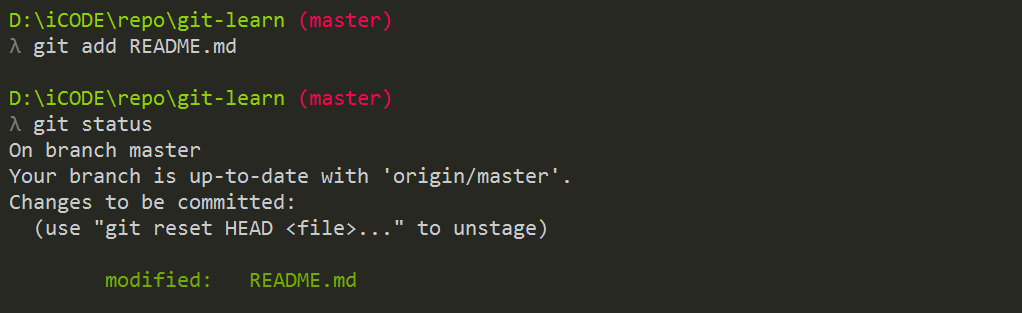 D:\iCODE\repo\git-learn (master)
λ git add README.md
D:\iCODE\repo\git-learn (master)
λ git status
On branch master
Your branch is up-to-date with 'origin/master'.
Changes to be committed:
  (use "git reset HEAD <file>..." to unstage)
        modified:   README.md